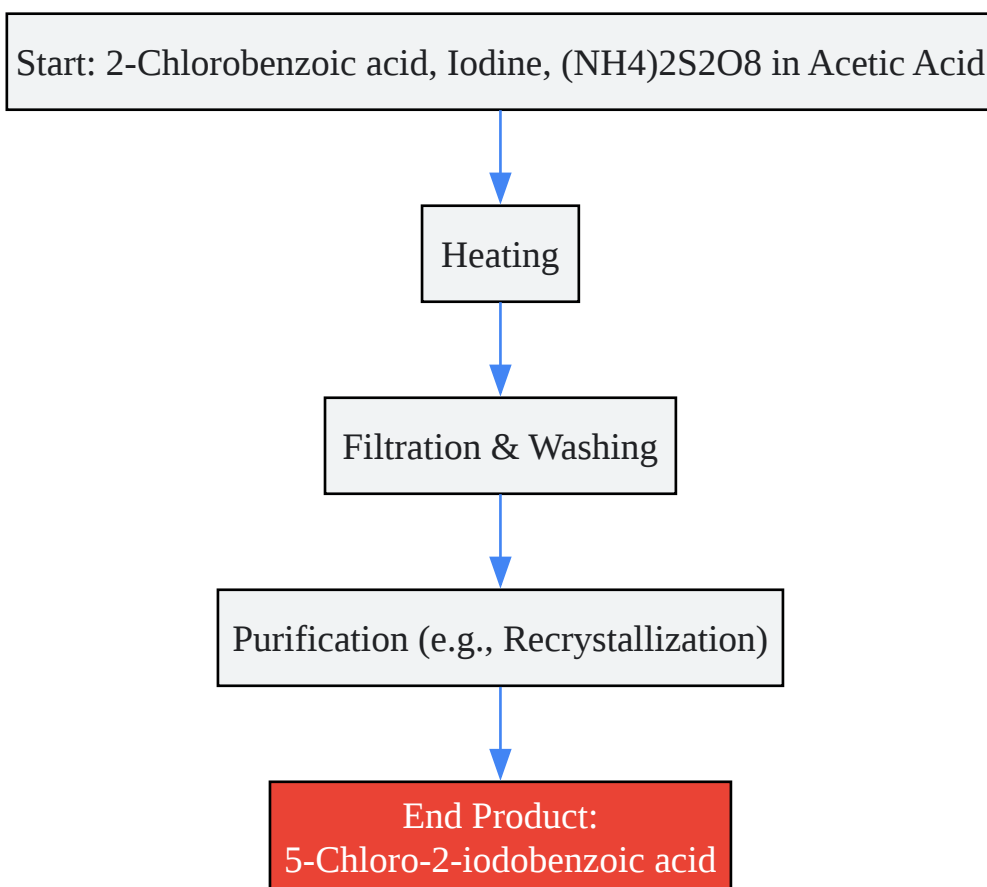 Start: 2-Chlorobenzoic acid, Iodine, (NH4)2S2O8 in Acetic Acid
Heating
Filtration & Washing
Purification (e.g., Recrystallization)
End Product:
5-Chloro-2-iodobenzoic acid